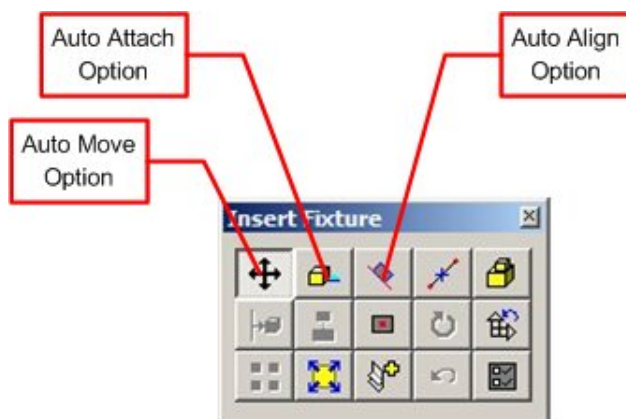 Auto Attach
Option
Auto Align
Option
Auto Move
Option
Insert Fixture